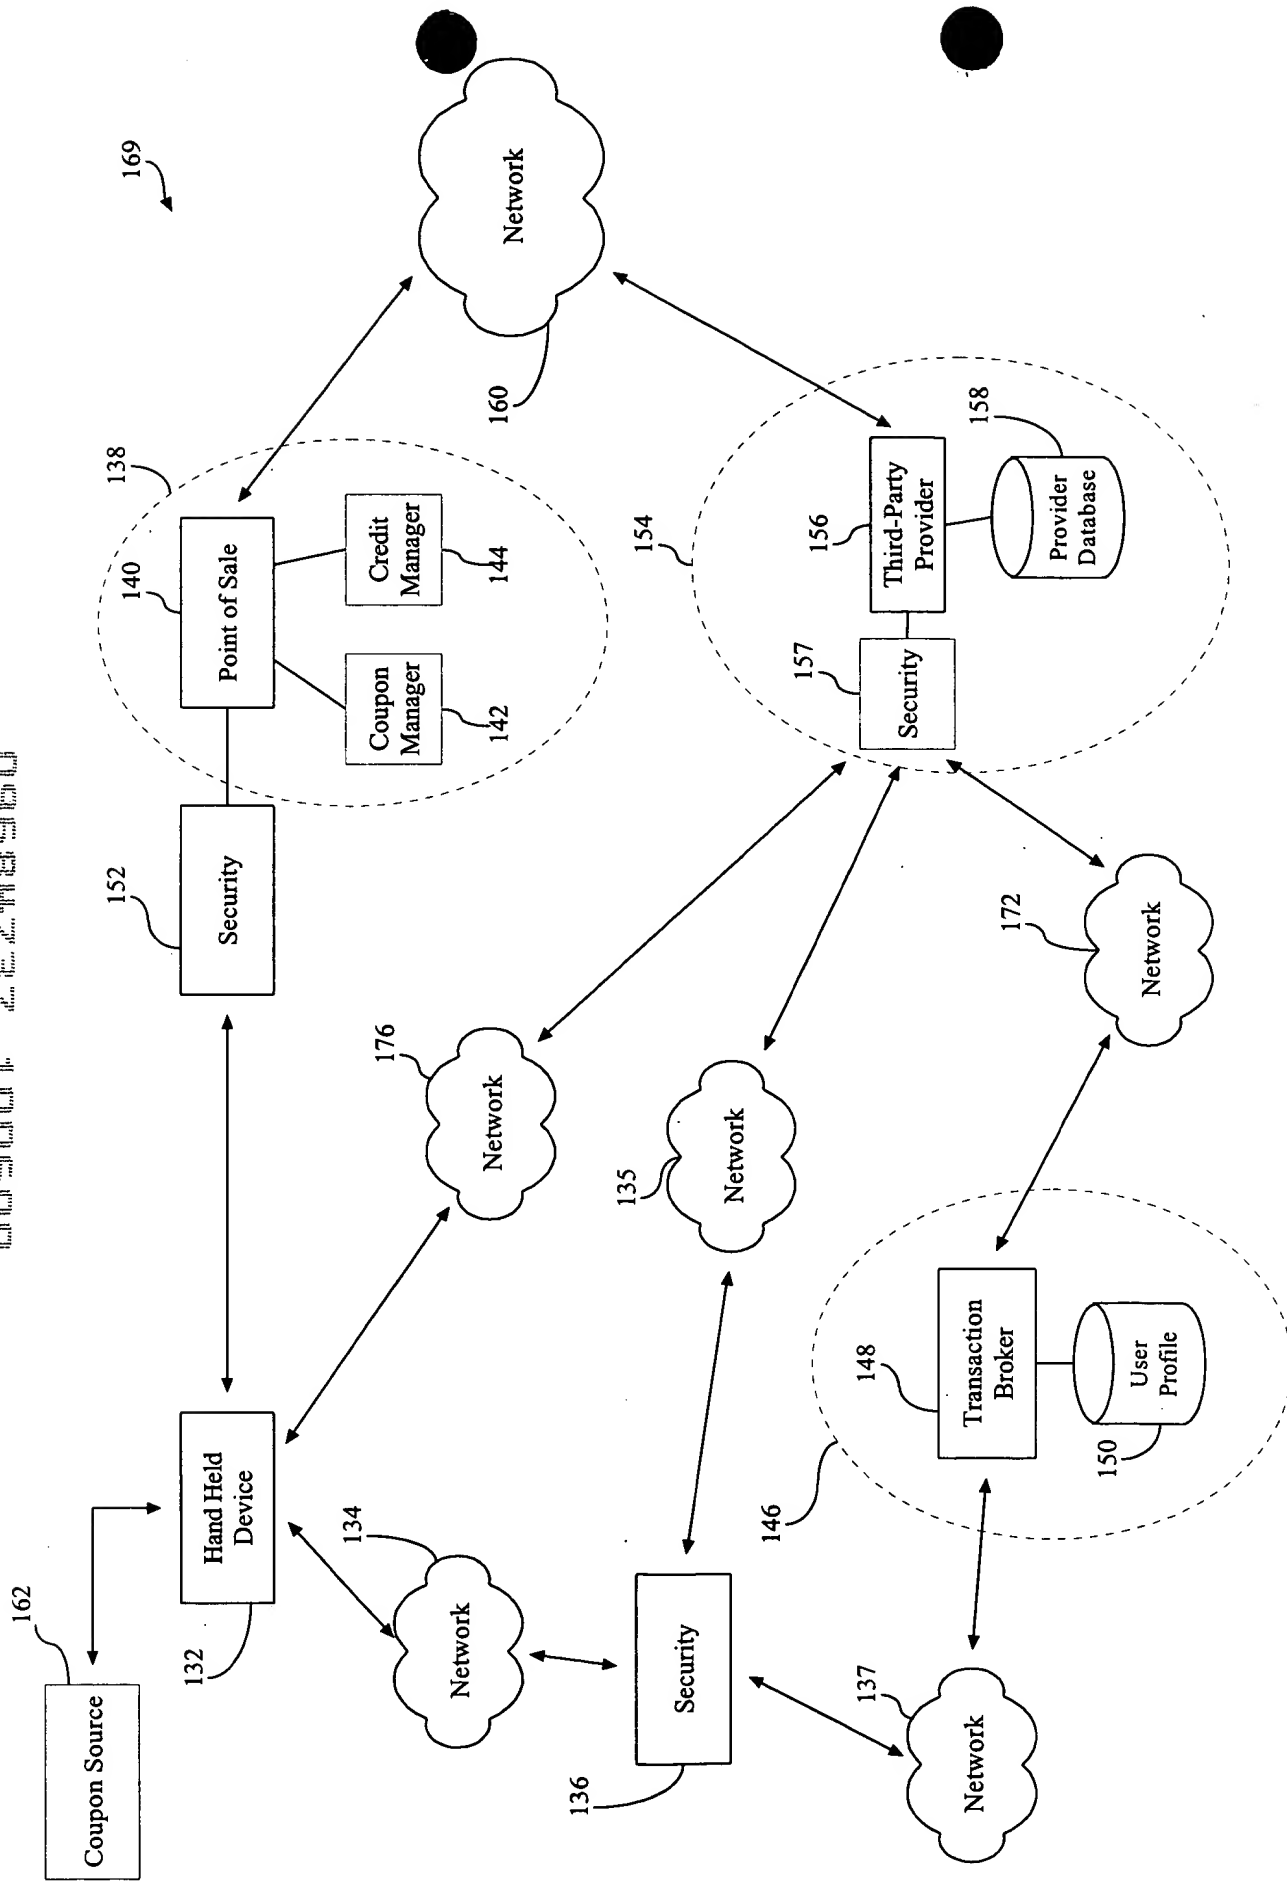 162
Coupon Source
132
Hand Held
Device
134
Network
136
Security
137
Network
152
Security
176
Network
135
Network
146
148
Transaction
Broker
150
User
Profile
172
Network
138
140
Point of Sale
142
Coupon
Manager
144
Credit
Manager
154
157
Security
156
Third-Party
Provider
158
Provider
Database
160
Network
169